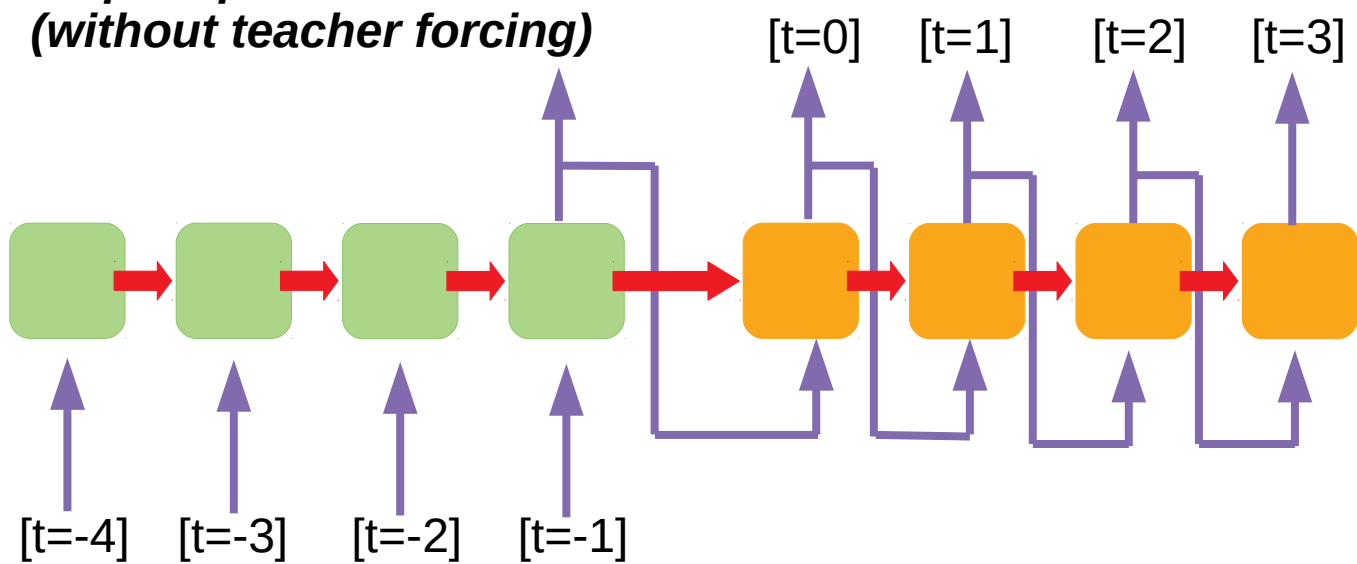 (without teacher forcing)
[t=0] [t=1] [t=2] [t=3]
[t=-4] [t=-3] [t=-2] [t=-1]